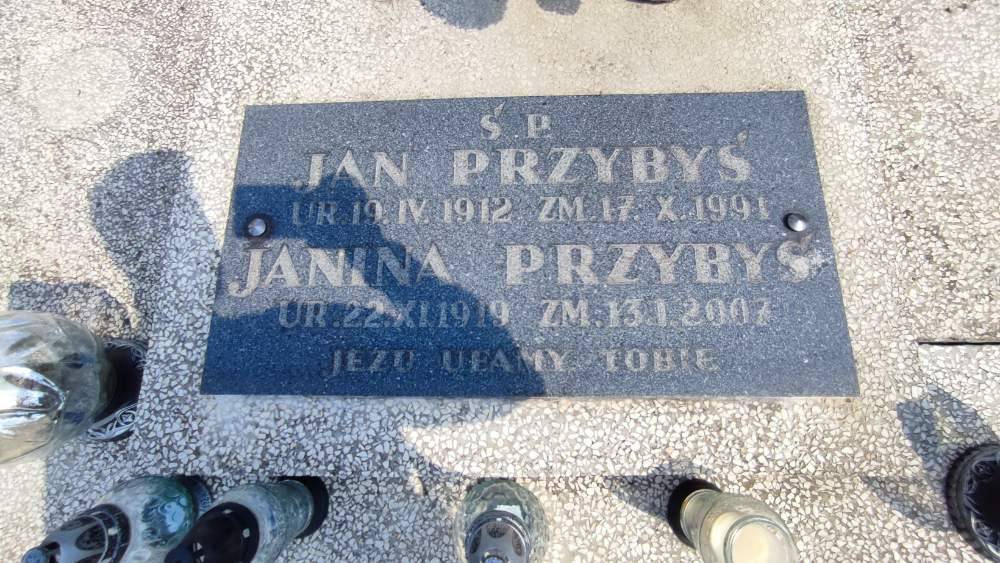 Ś P
JAN PRZYBYŚ
UR.19.IV.1912 ZM.17.X.1991
JANINA PRZYBYŚ
UR.22.XI.1919 ZM.13.I.2007
JEZU UFAMY TOBIE